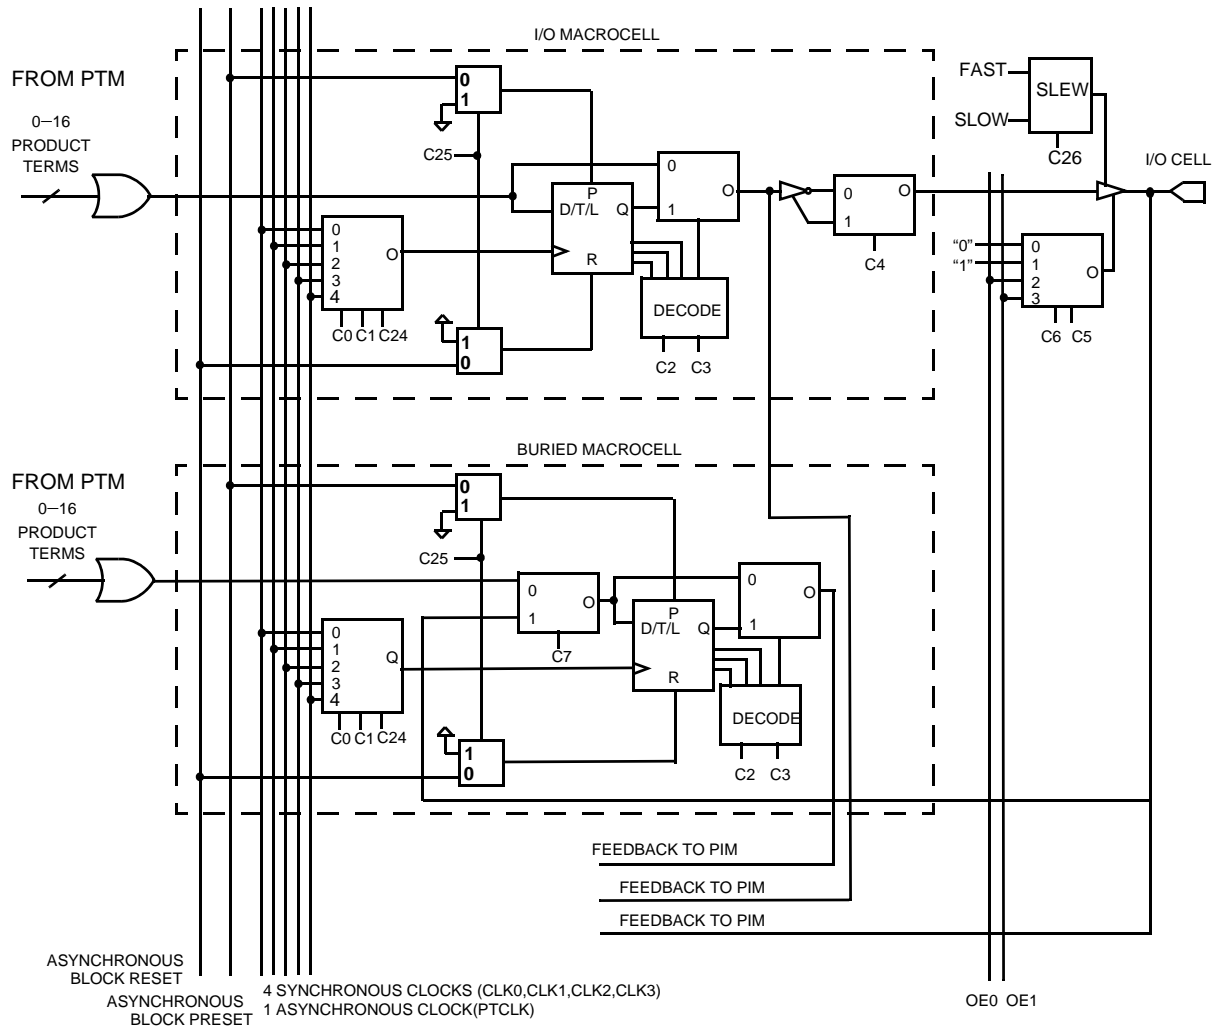 I/O MACROCELL
FROM PTM
0–16
PRODUCT
TERMS
0
1
C25
FAST
SLOW
SLEW
C26
I/O CELL
0
1
O
P
D/T/L
Q
R
0
1
O
C4
0
1
2
3
4
O
C0 C1 C24
DECODE
C2 C3
1
0
“0”
“1”
0
1
2
3
O
C6 C5
BURIED MACROCELL
FROM PTM
0–16
PRODUCT
TERMS
0
1
C25
0
1
O
C7
0
1
O
P
D/T/L
Q
R
0
1
2
3
4
Q
C0 C1 C24
DECODE
C2 C3
1
0
FEEDBACK TO PIM
FEEDBACK TO PIM
FEEDBACK TO PIM
ASYNCHRONOUS
BLOCK RESET
ASYNCHRONOUS
BLOCK PRESET
4 SYNCHRONOUS CLOCKS (CLK0,CLK1,CLK2,CLK3)
1 ASYNCHRONOUS CLOCK(PTCLK)
OE0 OE1